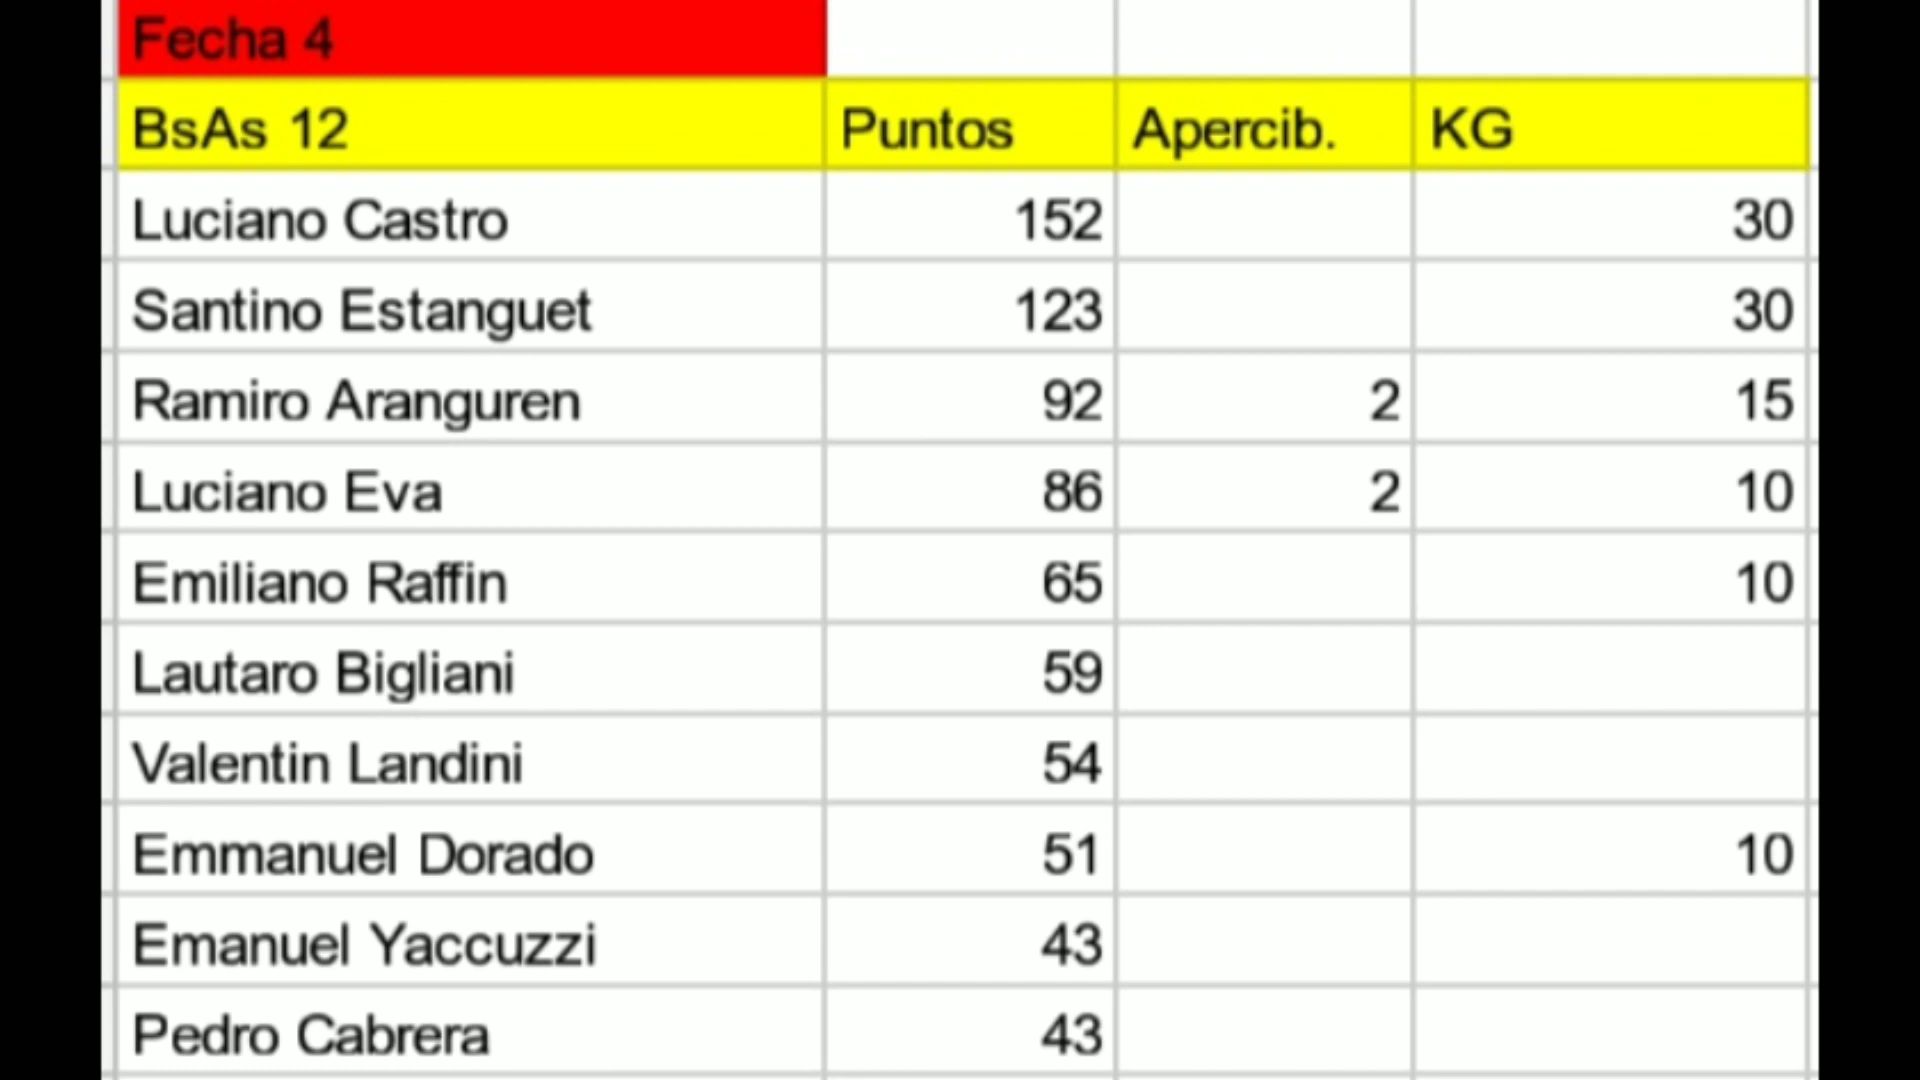 Fecha 4
BsAs 12 Puntos Apercib. KG
Luciano Castro 152 30
Santino Estanguet 123 30
Ramiro Aranguren 92 2 15
Luciano Eva 86 2 10
Emiliano Raffin 65 10
Lautaro Bigliani 59
Valentin Landini 54
Emmanuel Dorado 51 10
Emanuel Yaccuzzi 43
Pedro Cabrera 43